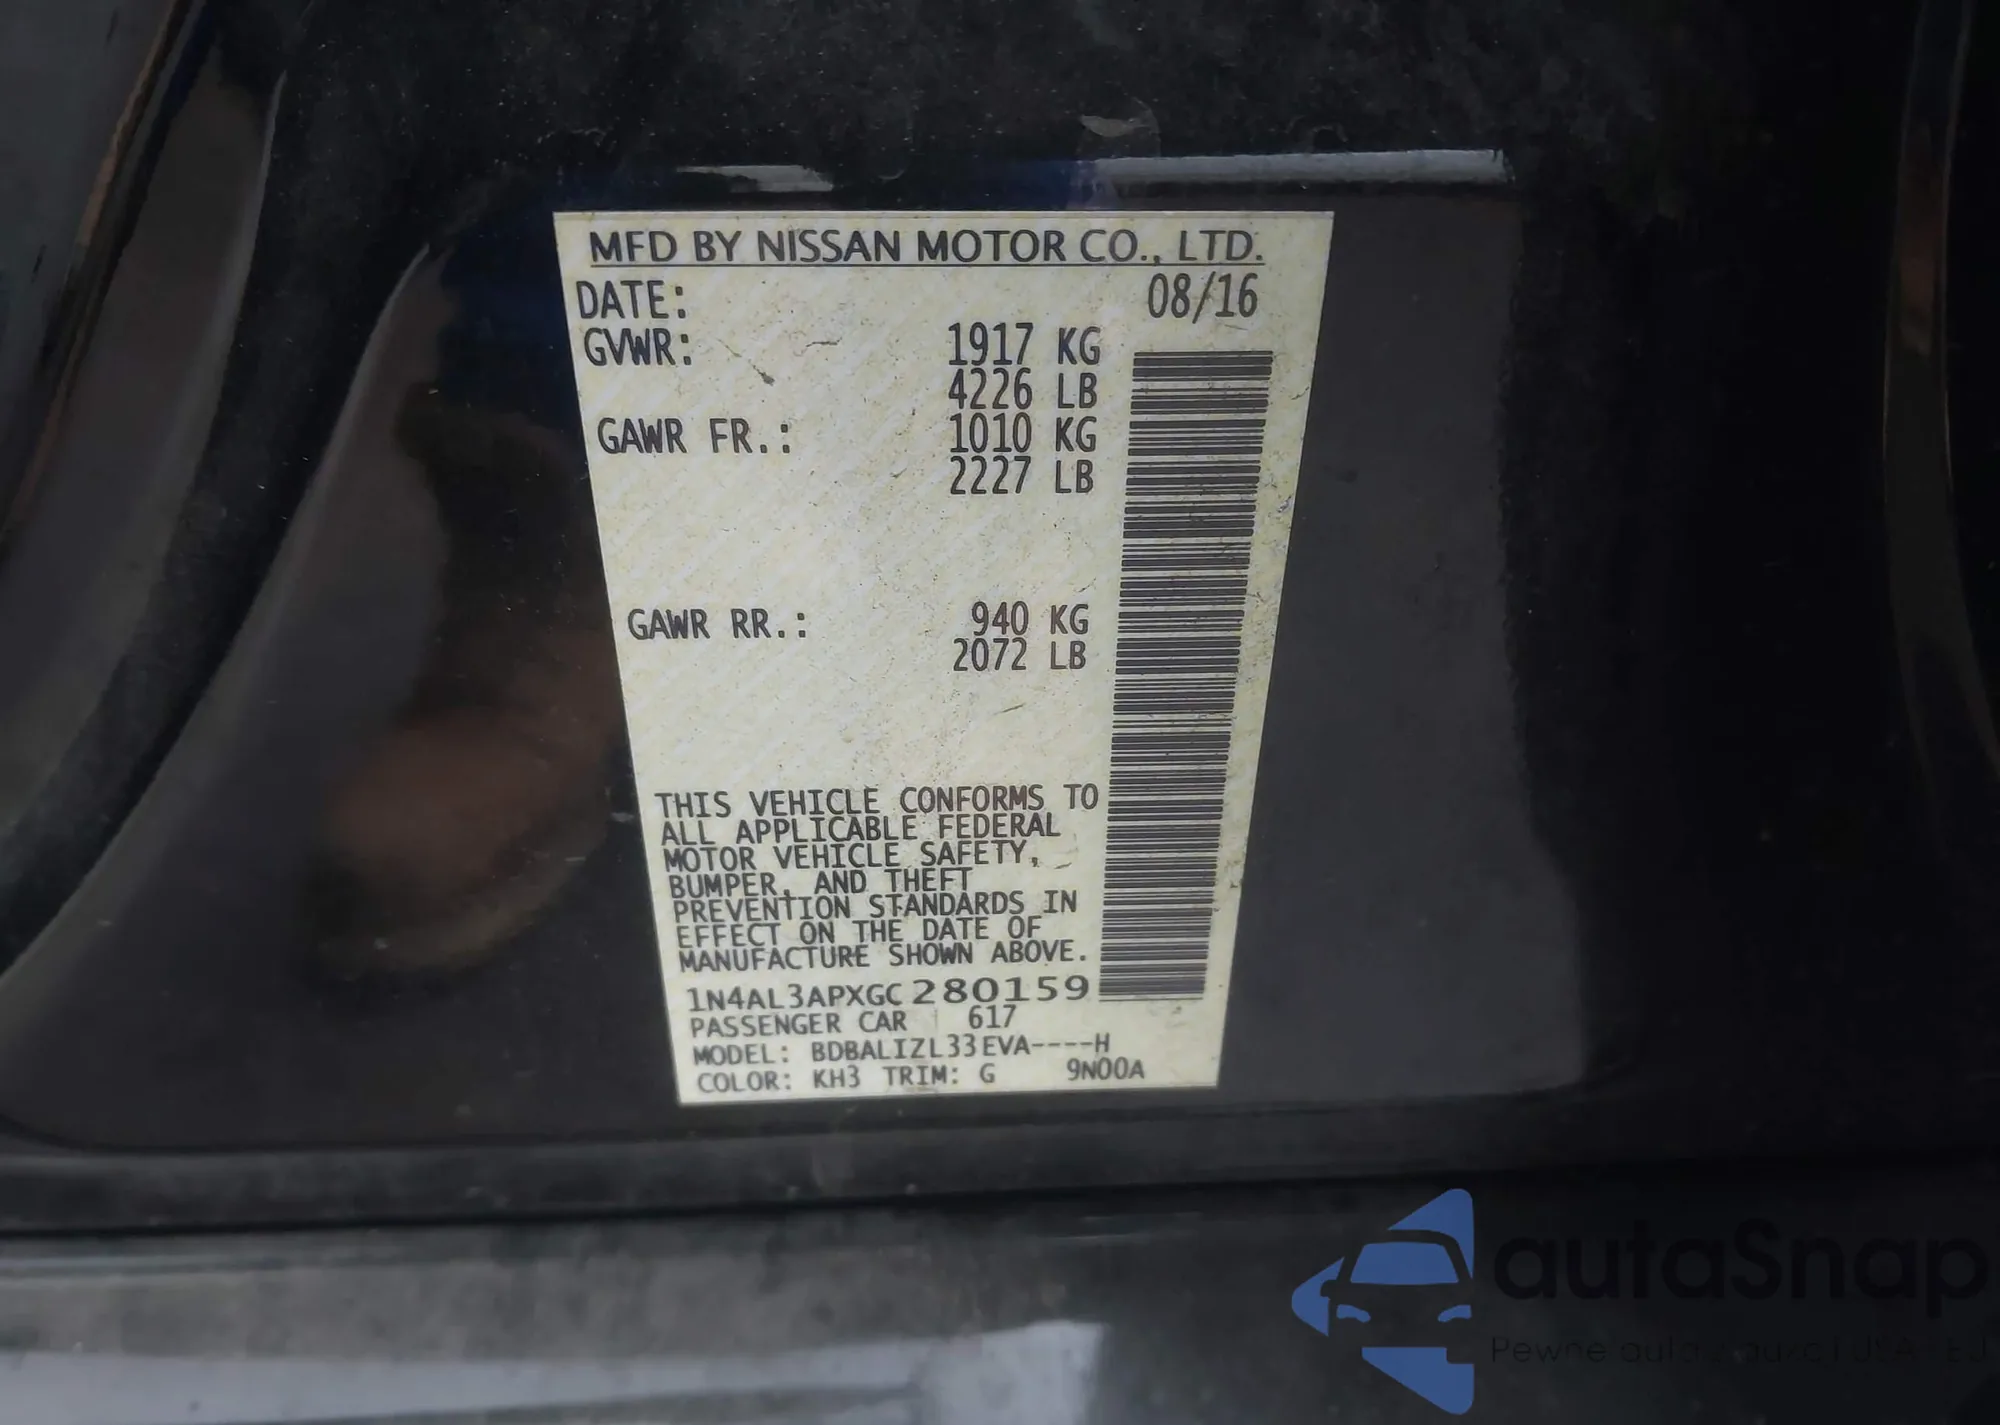 MFD BY NISSAN MOTOR CO., LTD.
DATE: 08/16
GVWR: 1917 KG
4226 LB
GAWR FR.: 1010 KG
2227 LB
GAWR RR.: 940 KG
2072 LB
THIS VEHICLE CONFORMS TO
ALL APPLICABLE FEDERAL
MOTOR VEHICLE SAFETY,
BUMPER, AND THEFT
PREVENTION STANDARDS IN
EFFECT ON THE DATE OF
MANUFACTURE SHOWN ABOVE.
1N4AL3APXGC280159
PASSENGER CAR 617
MODEL: BDBALIZL33EVA----H
COLOR: KH3 TRIM: G 9N00A
autaSnap
Pewne auta z USA